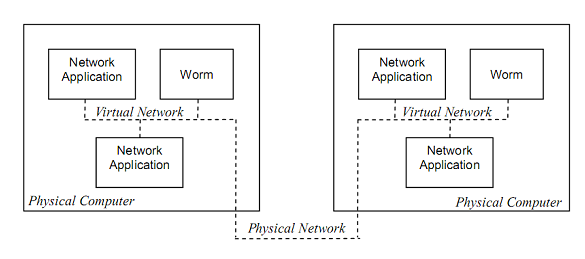 Network
Application
Worm
Virtual Network
Network
Application
Physical Computer
Network
Application
Worm
Virtual Network
Network
Application
Physical Computer
Physical Network